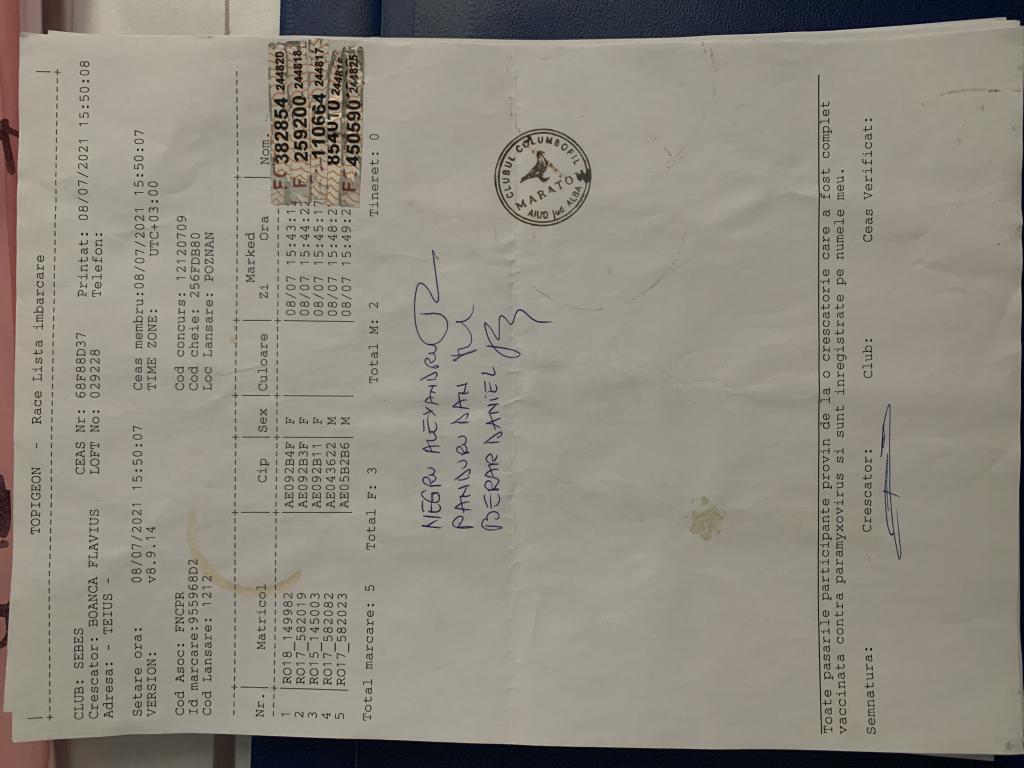 TOPIGEON - Race Lista imbarcare
CLUB: SEBES CEAS Nr: 68F88D37 Printat: 08/07/2021 15:50:08
Crescator: BOANCA FLAVIUS LOFT No: 029222B Telefon:
Adresa: - TEIUS -
Setare ora: 08/07/2021 15:50:07 Ceas membru:08/07/2021 15:50:07
VERSION: v8.9.14 TIME ZONE: UTC+03:00
Cod Asoc: FNCPR Cod concurs: 12120709
Id marcare:955968D2 Cod cheie: 256FDB80
Cod Lansare: 1212 Loc Lansare: POZNAN
Marked
Nr. Matricol Cip Sex Culoare Zi Ora Nom.
1 RO18_149982 AE092B4F F 08/07 15:43:1 382854 244820
2 RO17_582019 AE092B3F F 08/07 15:44:2 259200 244818
3 RO15_145003 AE092B11 F 08/07 15:45:17 110664 244817
4 RO17_582082 AE043622 M 08/07 15:48:2 854UTU
5 RO17_582023 AE05B2B6 M 08/07 15:49:2 1450590 244825
Total marcare: 5 Total F: 3 Total M: 2 Tineret: 0
NEGRU ALEXANDRU
PANDURU DAN
BERAR DANIEL
CLUBUL COLUMBOFIL
MARATON
AIUD jud ALBA
Toate pasarile participante provin de la o crescatorie care a fost complet
vaccinata contra paramyxovirus si sunt inregistrate pe numele meu.
Semnatura: Crescator: Club: Ceas Verificat: